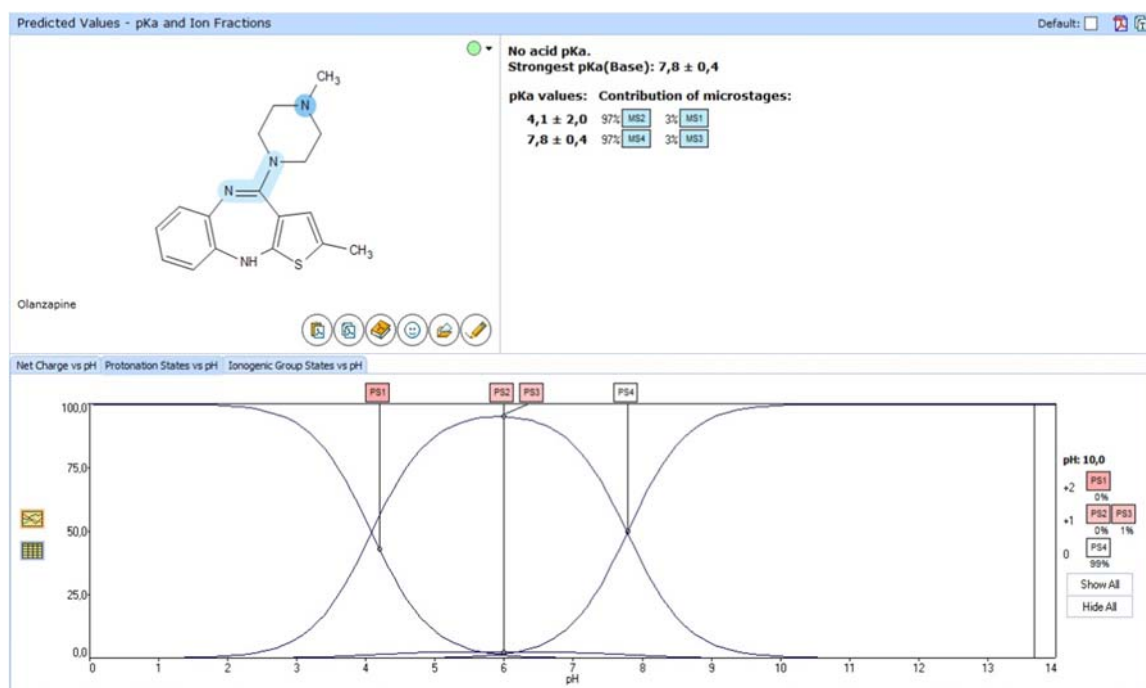 Predicted Values - pKa and Ion Fractions
Default:
No acid pKa.
Strongest pKa(Base): 7,8 ± 0,4
pKa values: Contribution of microstages:
4,1 ± 2,0 97% MS2 3% MS1
7,8 ± 0,4 97% MS4 3% MS3
CH3
N
N
N
NH
S
CH3
Olanzapine
Net Charge vs pH Protonation States vs pH Ionogenic Group States vs pH
PS1 PS2 PS3 PS4
100,0
75,0
50,0
25,0
0,0
0 1 2 3 4 5 6 7 8 9 10 11 12 13 14
pH
pH: 10,0
+2 PS1
0%
+1 PS2 PS3
0% 1%
0 PS4
99%
Show All
Hide All